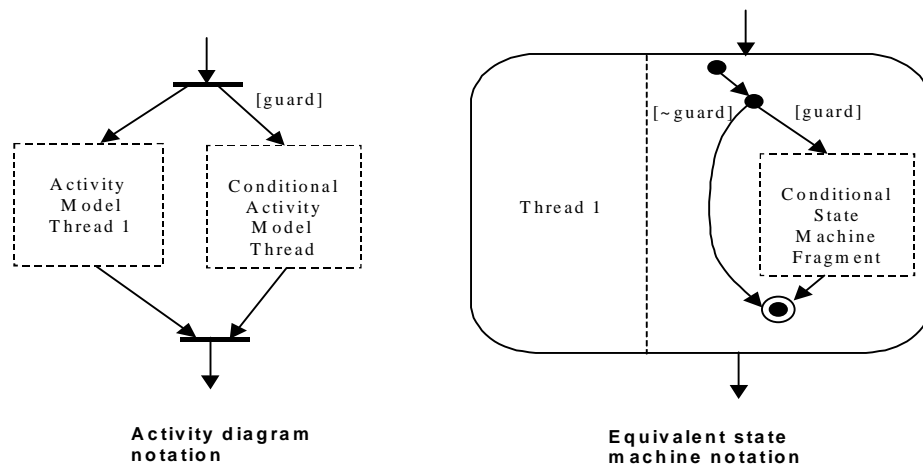 [guard]
Activity
Model
Thread 1
Conditional
Activity
Model
Thread
Activity diagram
notation
[~guard]
[guard]
Thread 1
Conditional
State
Machine
Fragment
Equivalent state
machine notation